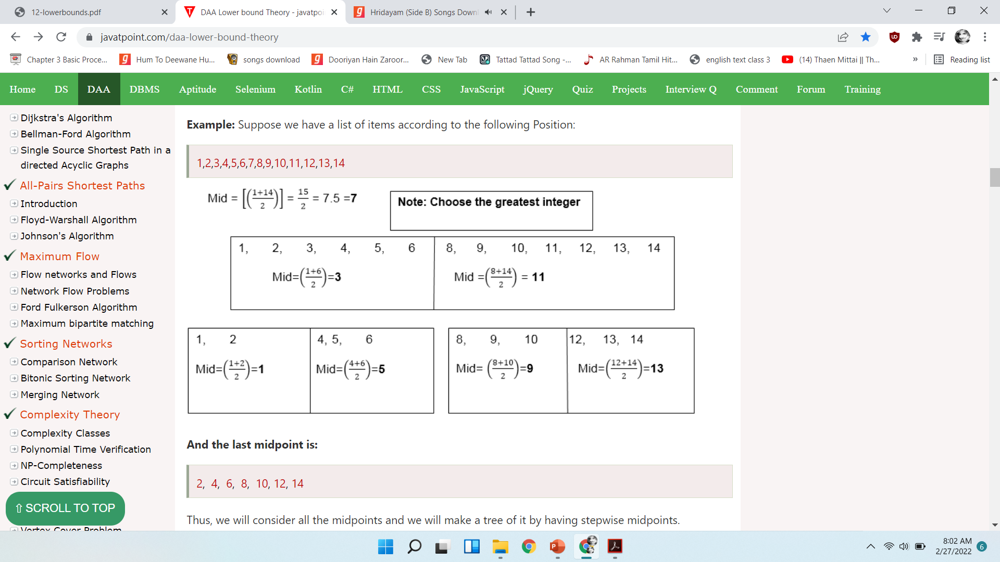 12-lowerbounds.pdf
DAA Lower bound Theory - javatpoi
Hridayam (Side B) Songs Downl
javatpoint.com/daa-lower-bound-theory
Chapter 3 Basic Proce...
Hum To Deewane Hu...
songs download
Dooriyan Hain Zaroor...
New Tab
Tattad Tattad Song -...
AR Rahman Tamil Hit...
english text class 3
(14) Thaen Mittai || Th...
»
Reading list
Home DS DAA DBMS Aptitude Selenium Kotlin C# HTML CSS JavaScript jQuery Quiz Projects Interview Q Comment Forum Training
Dijkstra's Algorithm
Bellman-Ford Algorithm
Single Source Shortest Path in a
directed Acyclic Graphs
All-Pairs Shortest Paths
Introduction
Floyd-Warshall Algorithm
Johnson's Algorithm
Maximum Flow
Flow networks and Flows
Network Flow Problems
Ford Fulkerson Algorithm
Maximum bipartite matching
Sorting Networks
Comparison Network
Bitonic Sorting Network
Merging Network
Complexity Theory
Complexity Classes
Polynomial Time Verification
NP-Completeness
Circuit Satisfiability
⇧ SCROLL TO TOP
Vertex Cover Problem
Example: Suppose we have a list of items according to the following Position:
1,2,3,4,5,6,7,8,9,10,11,12,13,14
Mid = [(1+14/2)] = 15/2 = 7.5 =7
Note: Choose the greatest integer
1, 2, 3, 4, 5, 6
Mid=(1+6/2)=3
8, 9, 10, 11, 12, 13, 14
Mid =(8+14/2) = 11
1, 2
Mid=(1+2/2)=1
4, 5, 6
Mid=(4+6/2)=5
8, 9, 10
Mid= (8+10/2)=9
12, 13, 14
Mid=(12+14/2)=13
And the last midpoint is:
2, 4, 6, 8, 10, 12, 14
Thus, we will consider all the midpoints and we will make a tree of it by having stepwise midpoints.
8:02 AM
2/27/2022
6